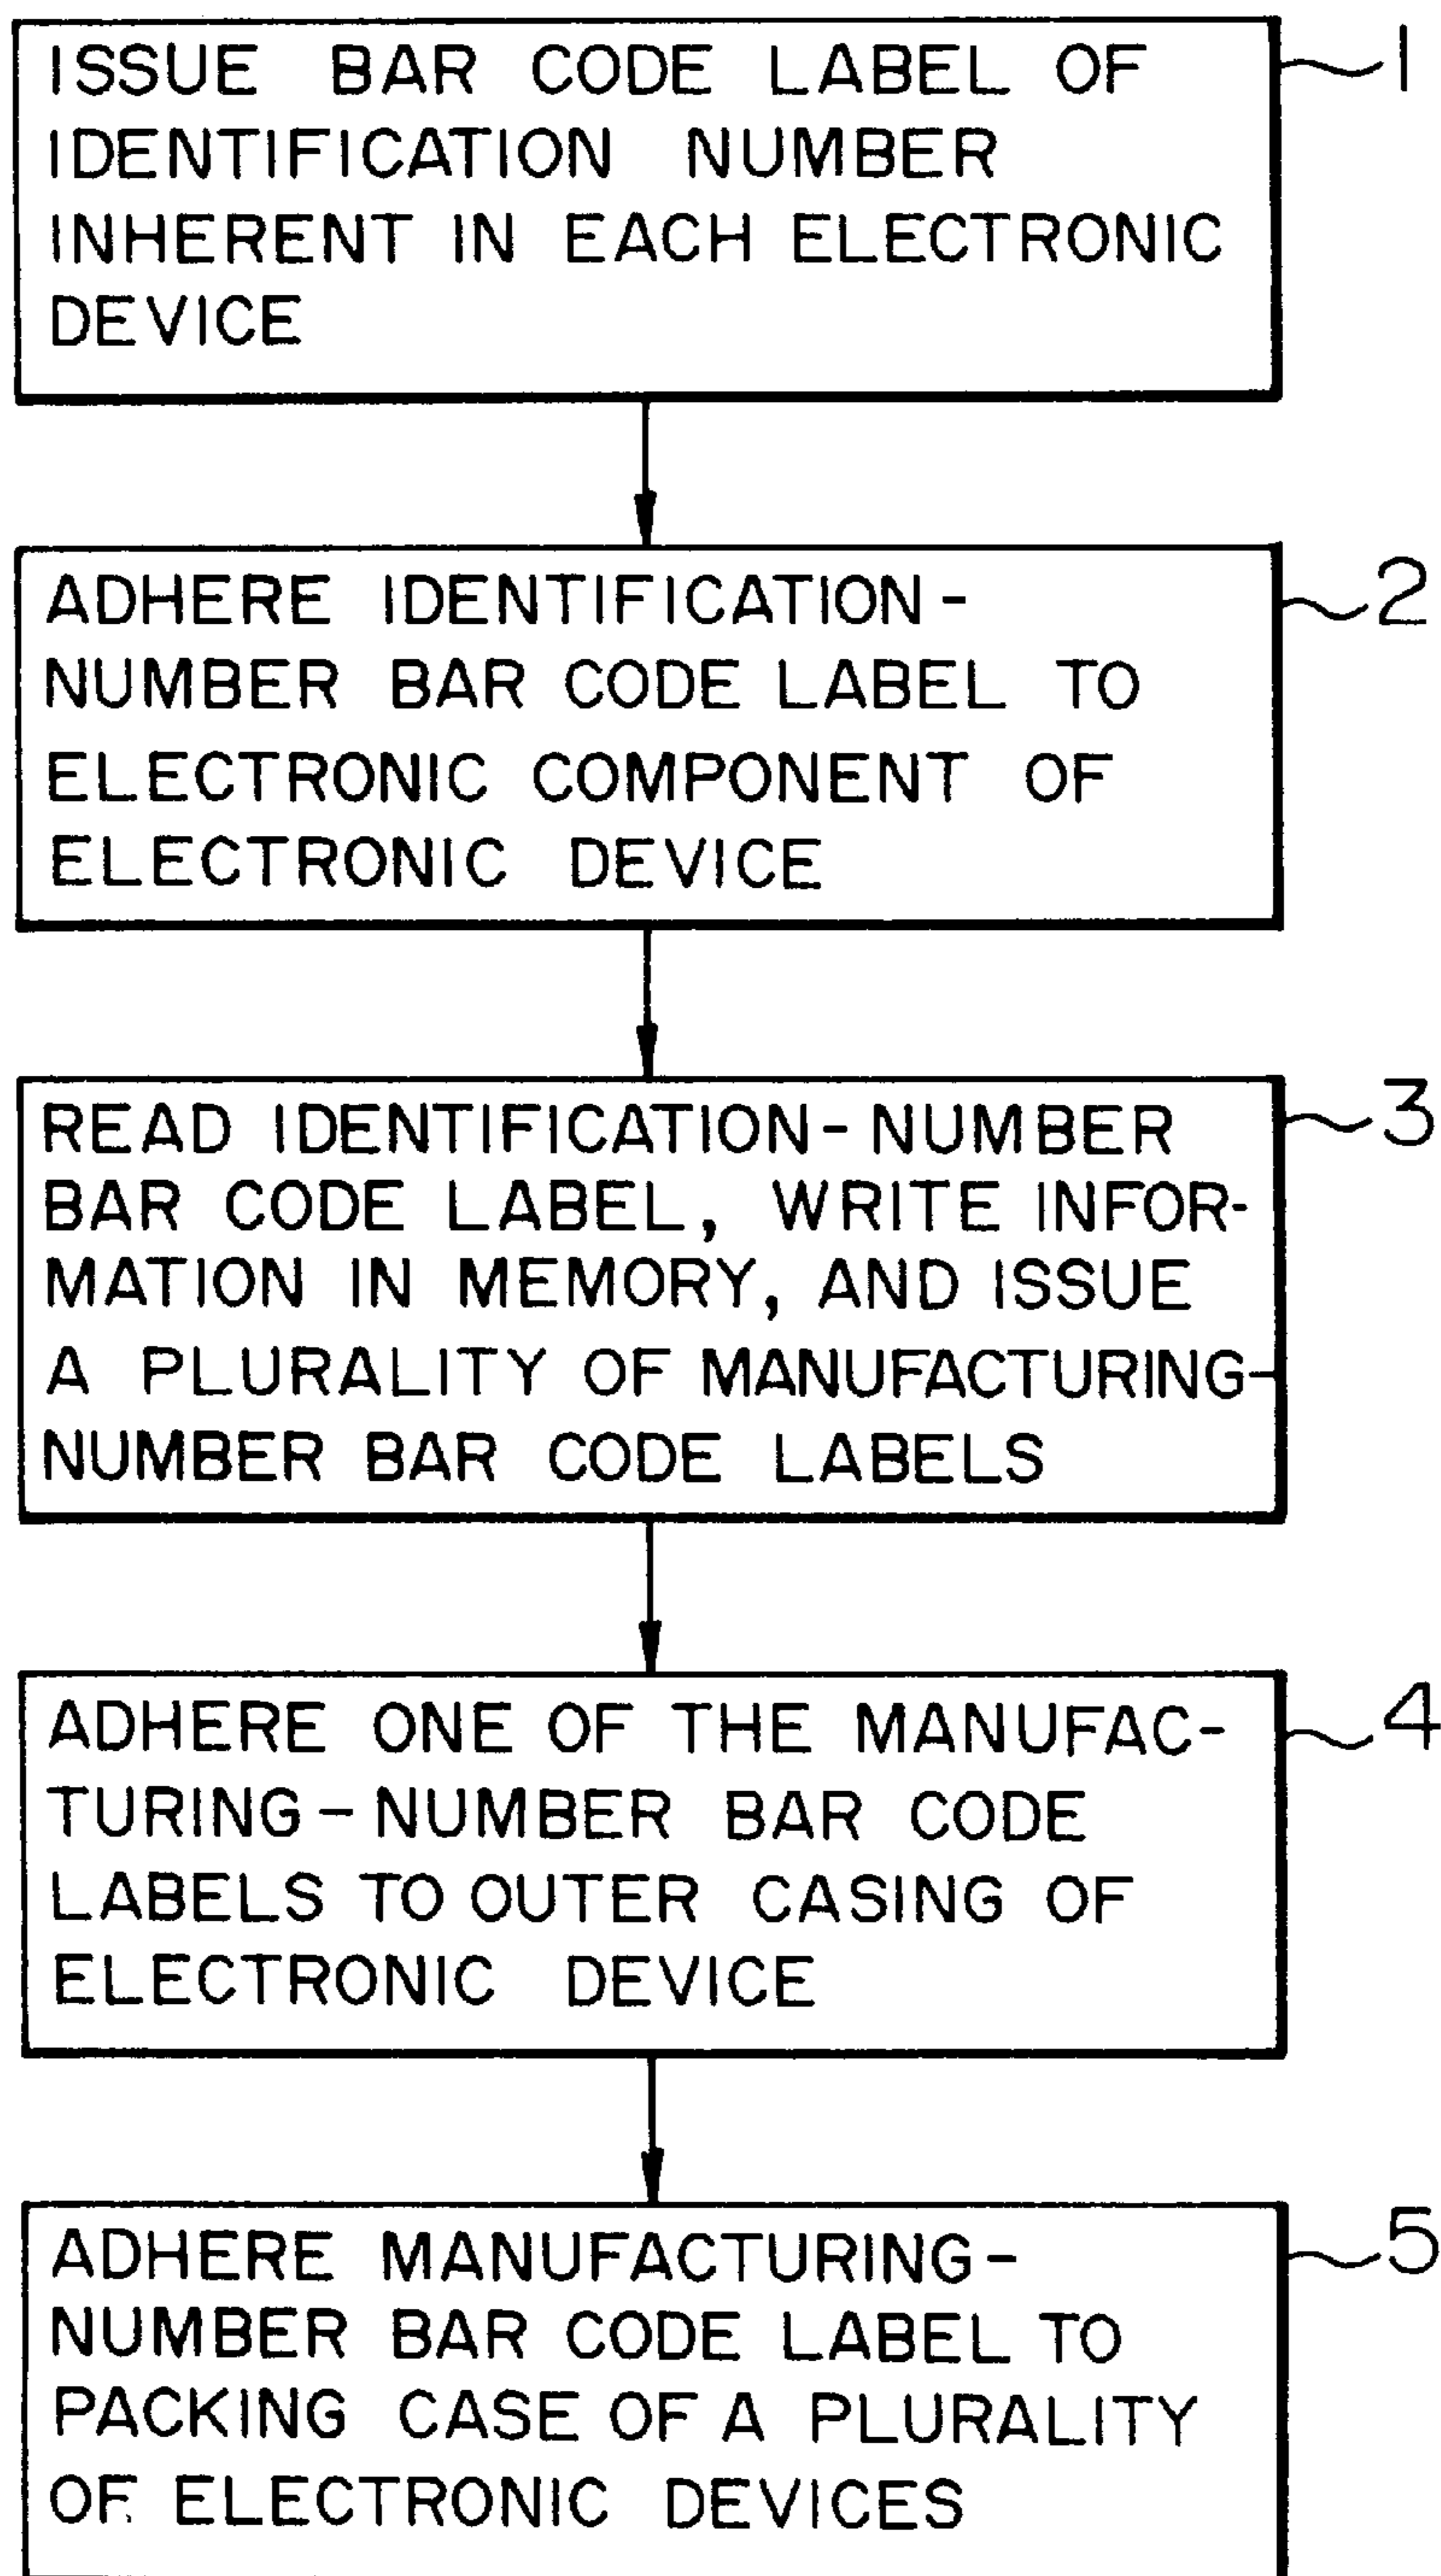 ISSUE BAR CODE LABEL OF
IDENTIFICATION NUMBER
INHERENT IN EACH ELECTRONIC
DEVICE
1
ADHERE IDENTIFICATION-
NUMBER BAR CODE LABEL TO
ELECTRONIC COMPONENT OF
ELECTRONIC DEVICE
2
READ IDENTIFICATION-NUMBER
BAR CODE LABEL, WRITE INFOR-
MATION IN MEMORY, AND ISSUE
A PLURALITY OF MANUFACTURING-
NUMBER BAR CODE LABELS
3
ADHERE ONE OF THE MANUFAC-
TURING-NUMBER BAR CODE
LABELS TO OUTER CASING OF
ELECTRONIC DEVICE
4
ADHERE MANUFACTURING-
NUMBER BAR CODE LABEL TO
PACKING CASE OF A PLURALITY
OF ELECTRONIC DEVICES
5